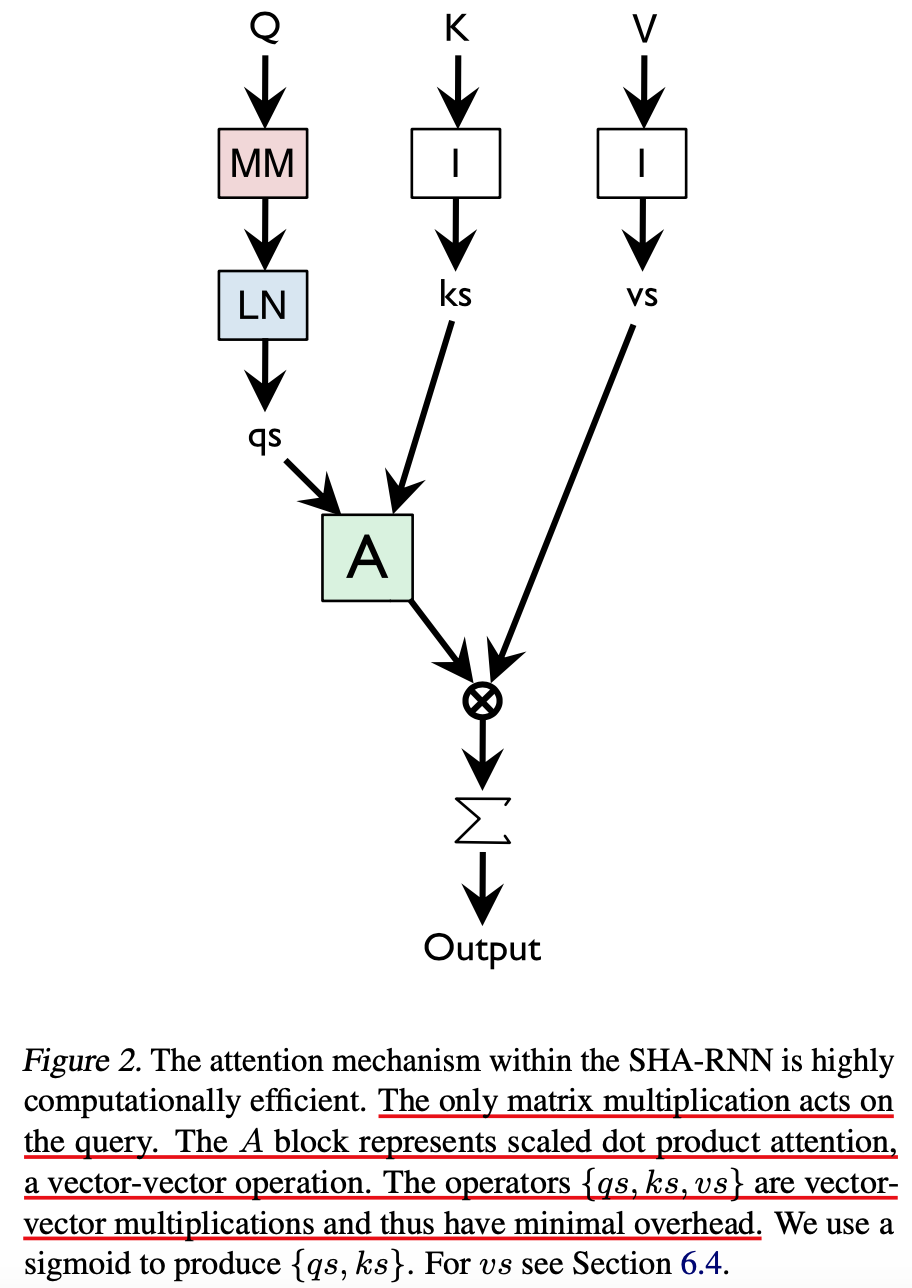 Q K V
MM I I
LN ks vs
qs
A
Σ
Output
Figure 2. The attention mechanism within the SHA-RNN is highly
computationally efficient. The only matrix multiplication acts on
the query. The A block represents scaled dot product attention,
a vector-vector operation. The operators {qs, ks, vs} are vector-
vector multiplications and thus have minimal overhead. We use a
sigmoid to produce {qs, ks}. For vs see Section 6.4.